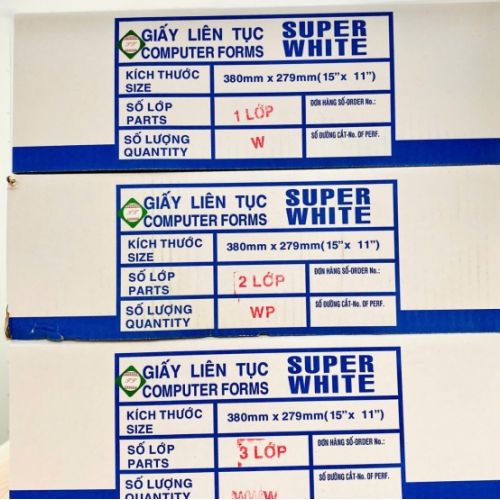 GIẤY LIÊN TỤC SUPER
COMPUTER FORMS WHITE
KÍCH THƯỚC
SIZE
380mm x 279mm(15”x 11”)
SỐ LỚP
PARTS
1 LỚP
ĐƠN HÀNG SỐ-ORDER No.:
SỐ LƯỢNG
QUANTITY
W
SỐ ĐƯỜNG CẮT-No. OF PERF.
GIẤY LIÊN TỤC SUPER
COMPUTER FORMS WHITE
KÍCH THƯỚC
SIZE
380mm x 279mm(15”x 11”)
SỐ LỚP
PARTS
2 LỚP
ĐƠN HÀNG SỐ-ORDER No.:
SỐ LƯỢNG
QUANTITY
WP
SỐ ĐƯỜNG CẮT-No. OF PERF.
GIẤY LIÊN TỤC SUPER
COMPUTER FORMS WHITE
KÍCH THƯỚC
SIZE
380mm x 279mm(15”x 11”)
SỐ LỚP
PARTS
3 LỚP
ĐƠN HÀNG SỐ-ORDER No.:
SỐ LƯỢNG
QUANTITY
WWW
SỐ ĐƯỜNG CẮT-No. OF PERF.